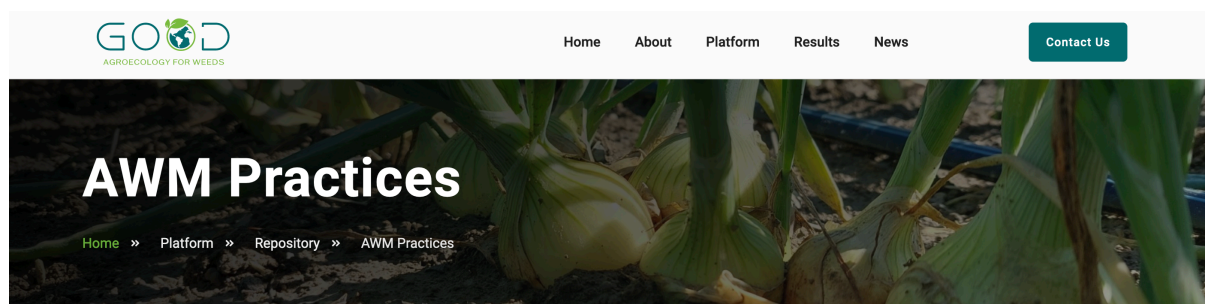 GOOD
AGROECOLOGY FOR WEEDS
Home About Platform Results News
Contact Us
AWM Practices
Home » Platform » Repository » AWM Practices